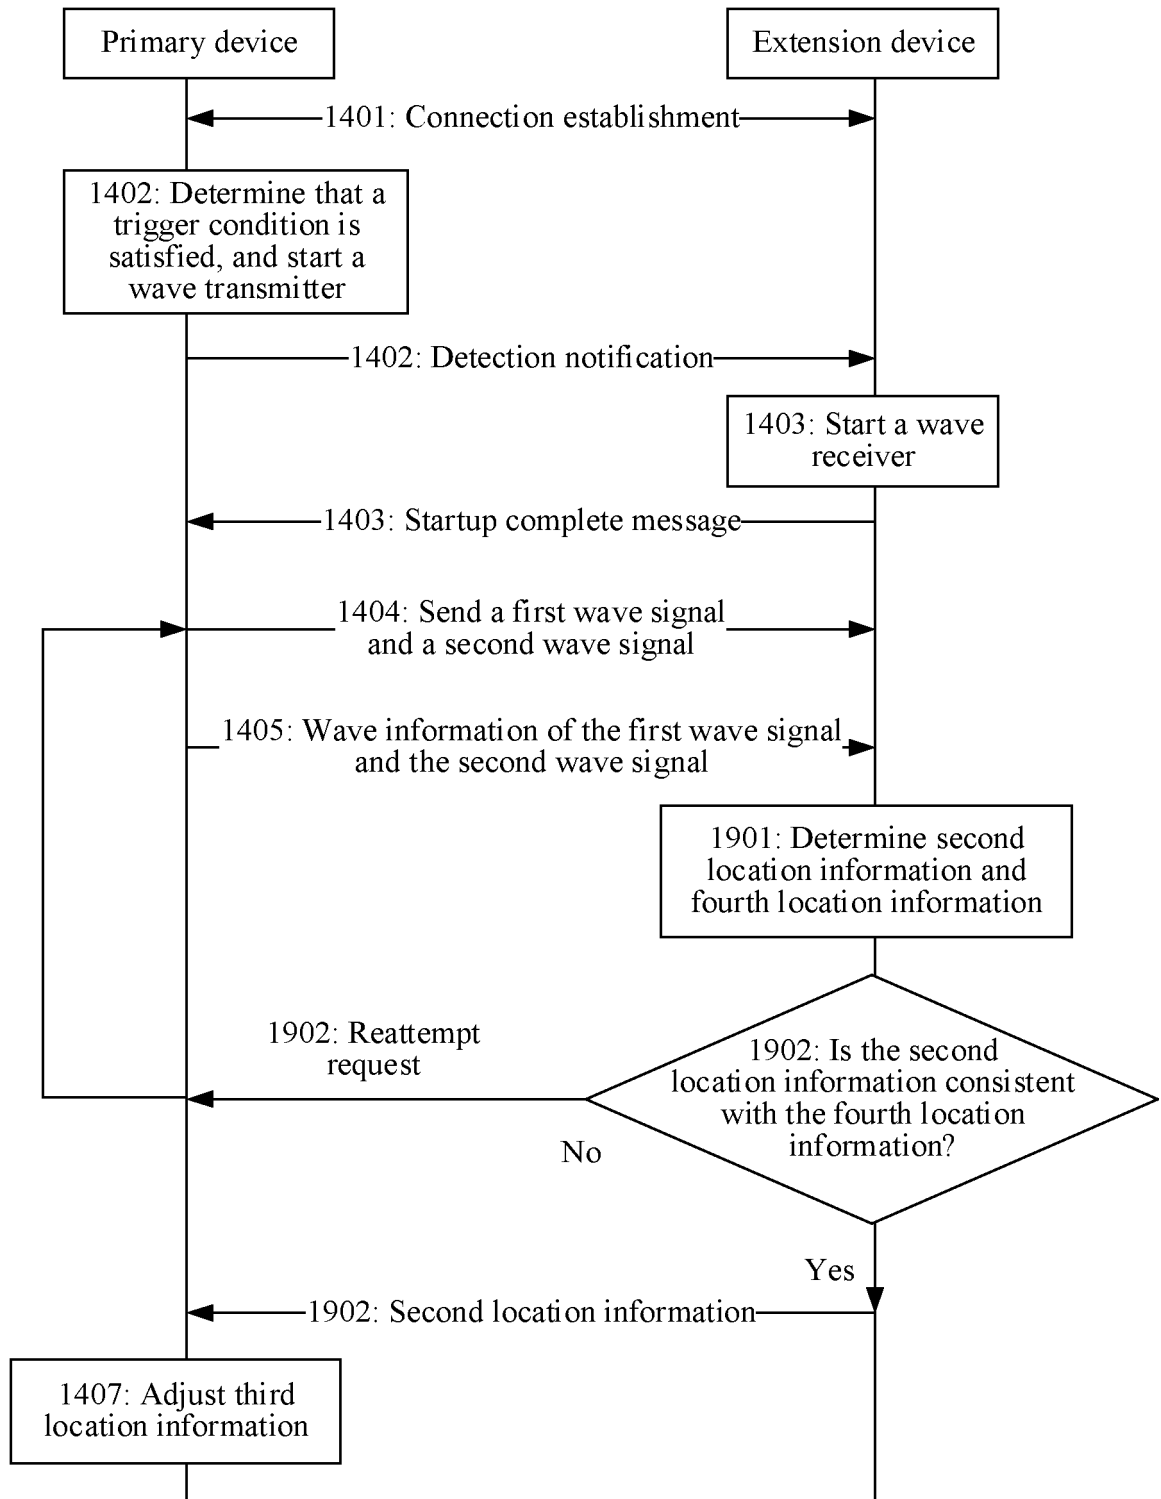 Primary device
Extension device
1401: Connection establishment
1402: Determine that a
trigger condition is
satisfied, and start a
wave transmitter
1402: Detection notification
1403: Start a wave
receiver
1403: Startup complete message
1404: Send a first wave signal
and a second wave signal
1405: Wave information of the first wave signal
and the second wave signal
1901: Determine second
location information and
fourth location information
1902: Reattempt
request
1902: Is the second
location information consistent
with the fourth location
information?
No
Yes
1902: Second location information
1407: Adjust third
location information